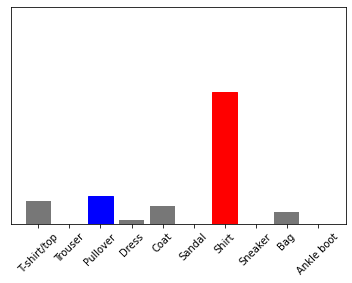 T-shirt/top
Trouser
Pullover
Dress
Coat
Sandal
Shirt
Sneaker
Bag
Ankle boot